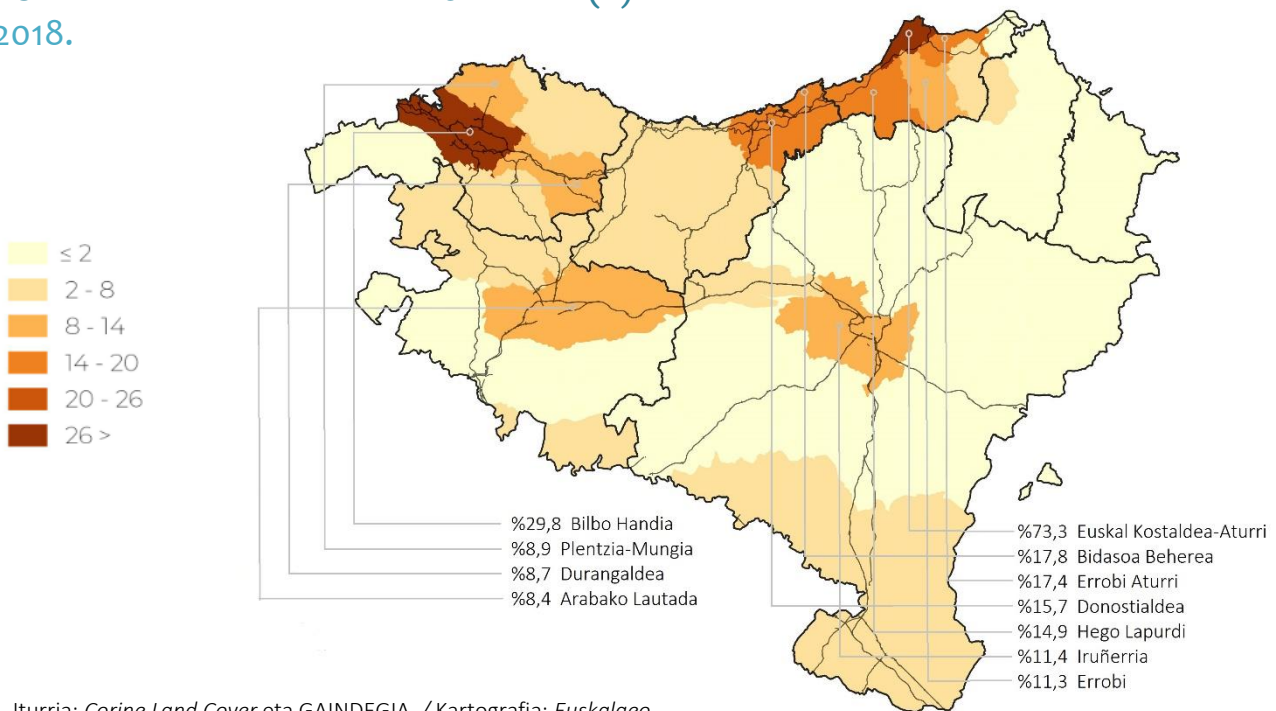 2018.
≤ 2
2 - 8
8 - 14
14 - 20
20 - 26
26 >
%29,8 Bilbo Handia
%8,9 Plentzia-Mungia
%8,7 Durangaldea
%8,4 Arabako Lautada
%73,3 Euskal Kostaldea-Aturri
%17,8 Bidasoa Beherea
%17,4 Errobi Aturri
%15,7 Donostialdea
%14,9 Hego Lapurdi
%11,4 Iruñerria
%11,3 Errobi
Iturria: Corine Land Cover eta GAINDEGIA. / Kartografia: Euskalgeo